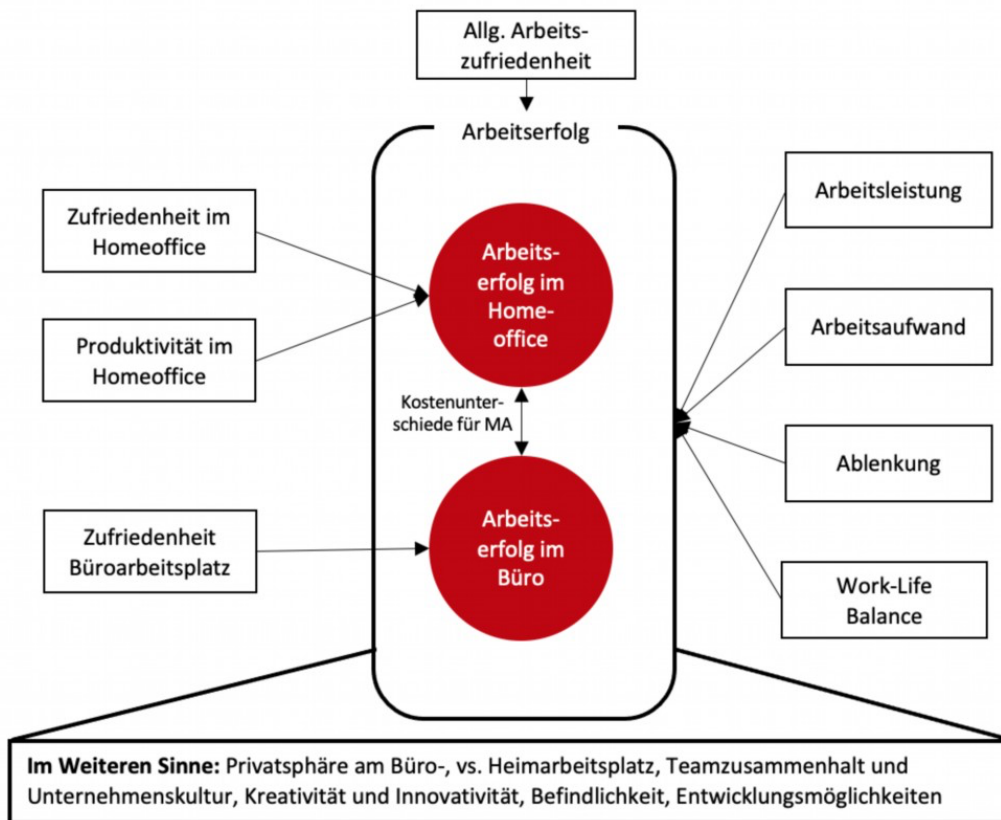 Allg. Arbeits-
zufriedenheit
Arbeitserfolg
Zufriedenheit im
Homeoffice
Produktivität im
Homeoffice
Zufriedenheit
Büroarbeitsplatz
Arbeits-
erfolg im
Home-
office
Kostenunter-
schiede für MA
Arbeits-
erfolg im
Büro
Arbeitsleistung
Arbeitsaufwand
Ablenkung
Work-Life
Balance
Im Weiteren Sinne: Privatsphäre am Büro-, vs. Heimarbeitsplatz, Teamzusammenhalt und
Unternehmenskultur, Kreativität und Innovativität, Befindlichkeit, Entwicklungsmöglichkeiten